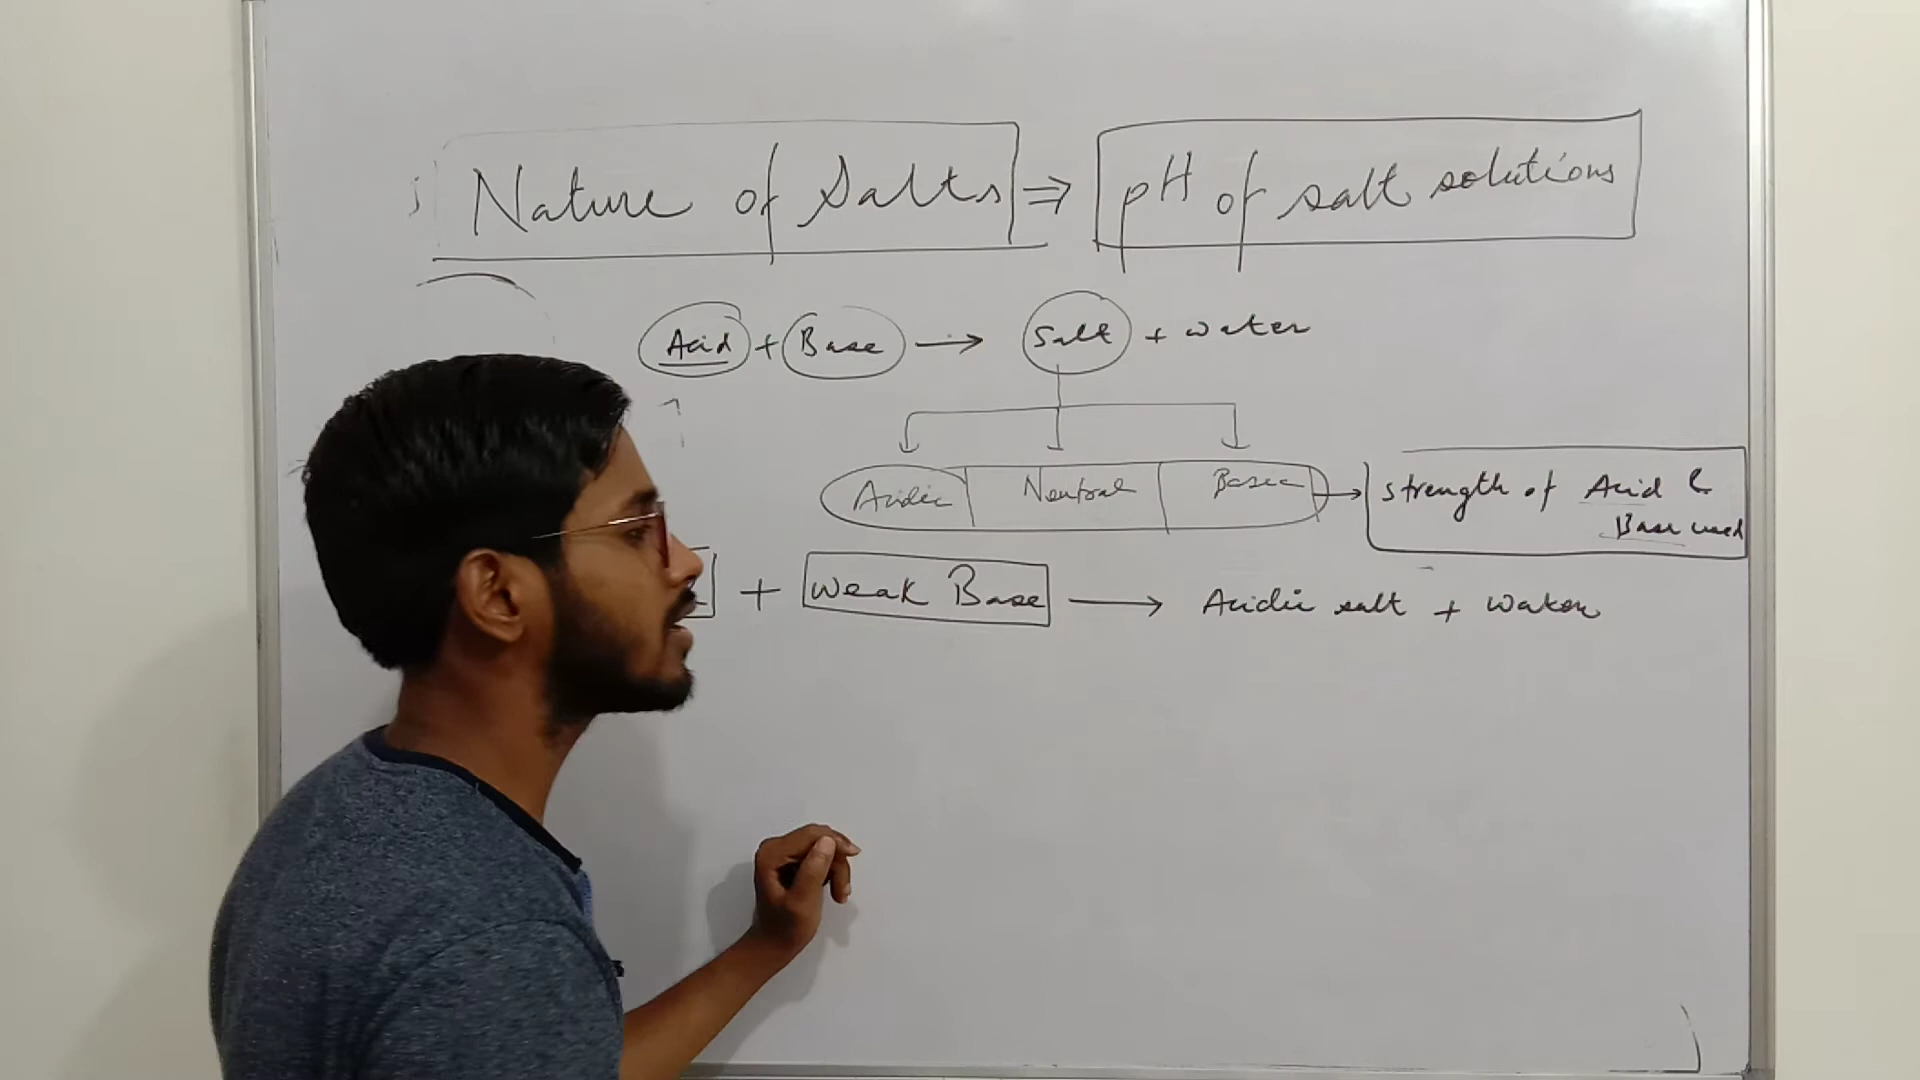 Nature of Salts ⇒ pH of salt solutions
Acid + Base → Salt + water
Acidic Neutral Basic → strength of Acid &
Base used
+ Weak Base → Acidic salt + Water